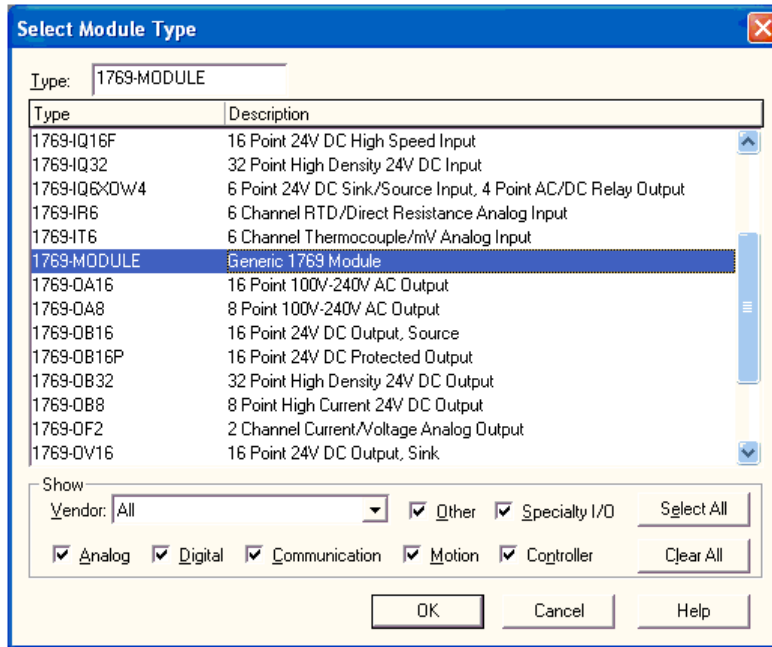 Select Module Type
Type: 1769-MODULE
Type Description
1769-IQ16F 16 Point 24V DC High Speed Input
1769-IQ32 32 Point High Density 24V DC Input
1769-IQ6XOW4 6 Point 24V DC Sink/Source Input, 4 Point AC/DC Relay Output
1769-IR6 6 Channel RTD/Direct Resistance Analog Input
1769-IT6 6 Channel Thermocouple/mV Analog Input
1769-MODULE Generic 1769 Module
1769-OA16 16 Point 100V-240V AC Output
1769-OA8 8 Point 100V-240V AC Output
1769-OB16 16 Point 24V DC Output, Source
1769-OB16P 16 Point 24V DC Protected Output
1769-OB32 32 Point High Density 24V DC Output
1769-OB8 8 Point High Current 24V DC Output
1769-OF2 2 Channel Current/Voltage Analog Output
1769-OV16 16 Point 24V DC Output, Sink
Show
Vendor: All Other Specialty I/O Select All
Analog Digital Communication Motion Controller Clear All
OK Cancel Help